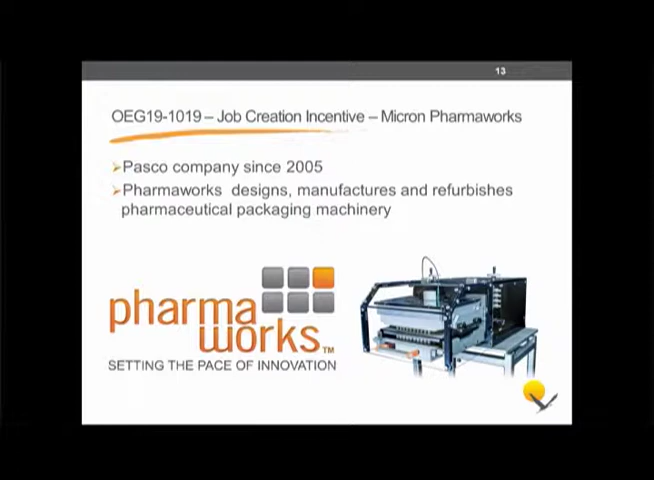 13
OEG19-1019 – Job Creation Incentive – Micron Pharmaworks
➢Pasco company since 2005
➢Pharmaworks designs, manufactures and refurbishes
pharmaceutical packaging machinery
pharma
works™
SETTING THE PACE OF INNOVATION